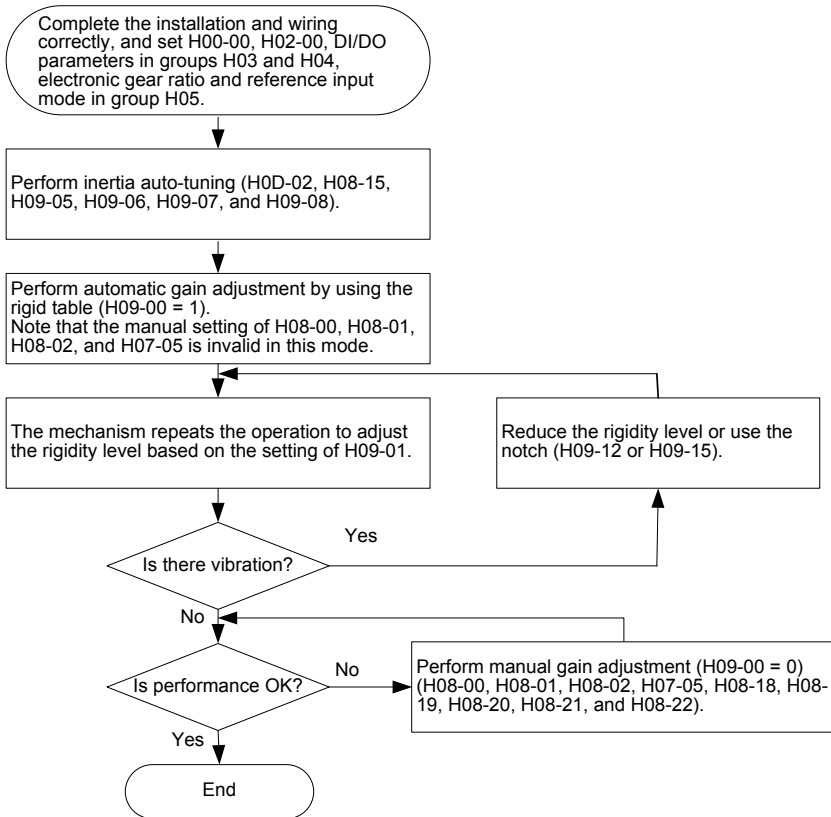 Complete the installation and wiring
correctly, and set H00-00, H02-00, DI/DO
parameters in groups H03 and H04,
electronic gear ratio and reference input
mode in group H05.
Perform inertia auto-tuning (H0D-02, H08-15,
H09-05, H09-06, H09-07, and H09-08).
Perform automatic gain adjustment by using the
rigid table (H09-00 = 1).
Note that the manual setting of H08-00, H08-01,
H08-02, and H07-05 is invalid in this mode.
The mechanism repeats the operation to adjust
the rigidity level based on the setting of H09-01.
Reduce the rigidity level or use the
notch (H09-12 or H09-15).
Is there vibration?
Yes
No
Is performance OK?
No
Perform manual gain adjustment (H09-00 = 0)
(H08-00, H08-01, H08-02, H07-05, H08-18, H08-
19, H08-20, H08-21, and H08-22).
Yes
End